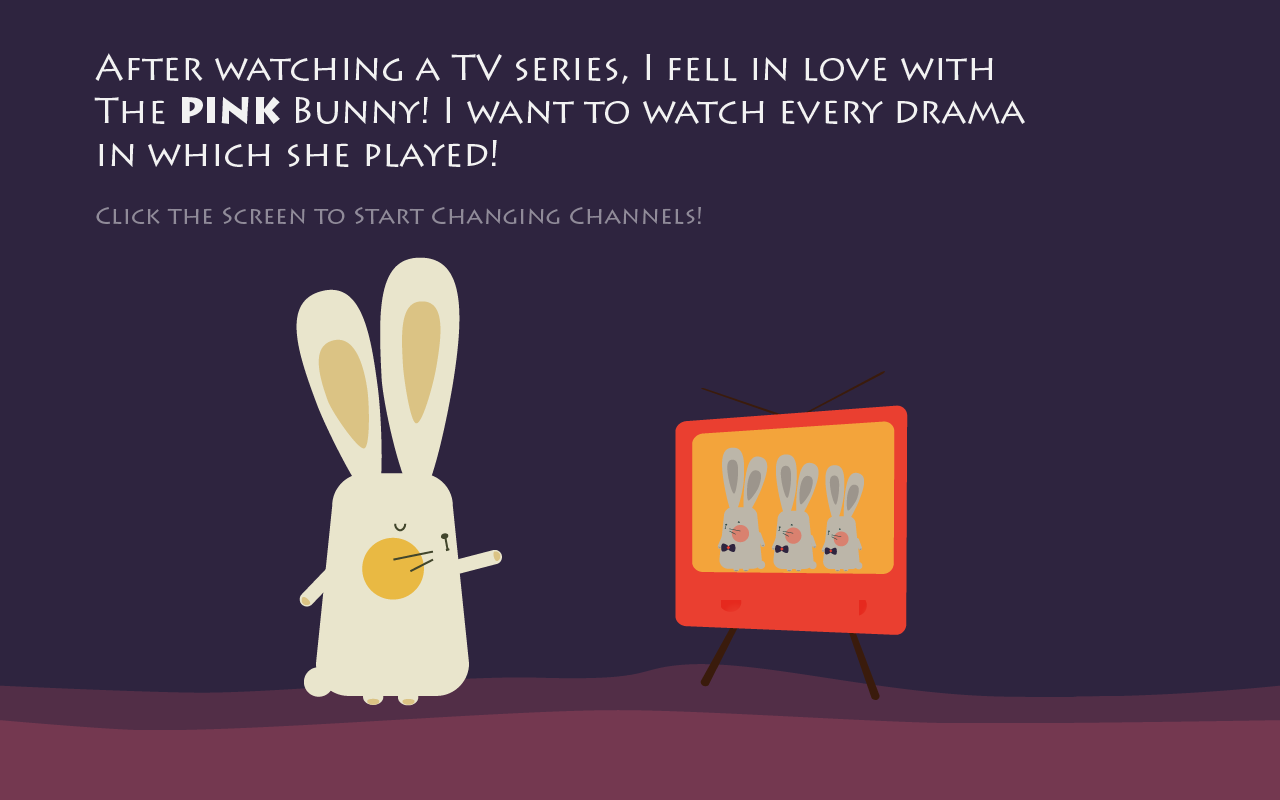 After watching a TV series, I fell in love with
The PINK Bunny! I want to watch every drama
in which she played!
Click the Screen to Start Changing Channels!